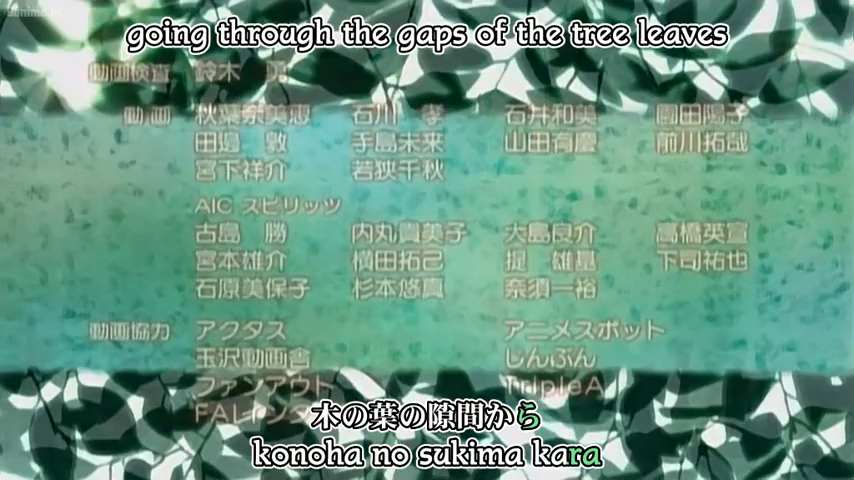 going through the gaps of the tree leaves
動画検査 鈴木 勇
動画 秋葉奈美恵 石川 孝 石井和美 園田陽子
田邉 敦 手島未来 山田有慶 前川拓哉
宮下祥介 若狭千秋
AIC スピリッツ
古島 勝 内丸貴美子 大島良介 高橋英宣
宮本雄介 横田拓己 堤 雄基 下司祐也
石原美保子 杉本悠真 奈須一裕
動画協力 アクタス アニメスポット
玉沢動画舎 しんぶん
ファンアウト TripleA
木の葉の隙間から
konoha no sukima kara